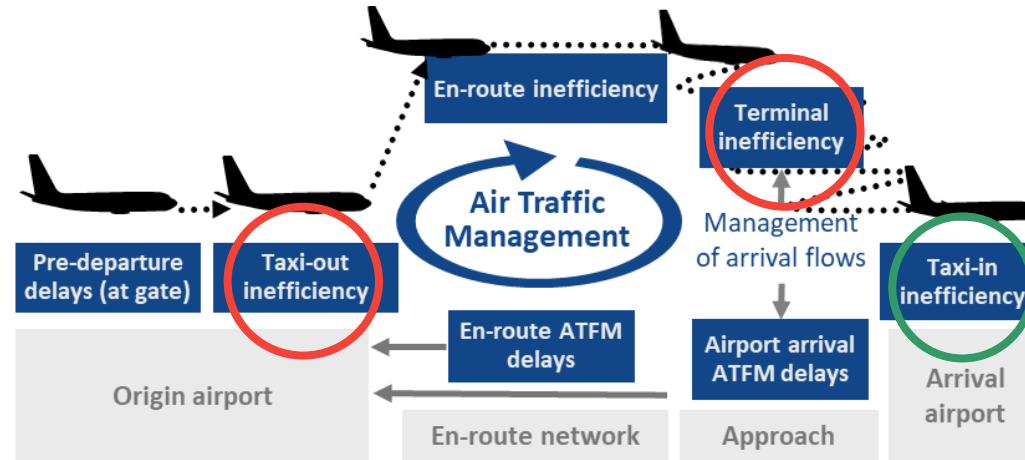 En-route inefficiency
Terminal
inefficiency
Air Traffic
Management
Management
of arrival flows
Pre-departure
delays (at gate)
Taxi-out
inefficiency
Taxi-in
inefficiency
En-route ATFM
delays
Airport arrival
ATFM delays
Origin airport
Arrival
airport
En-route network
Approach